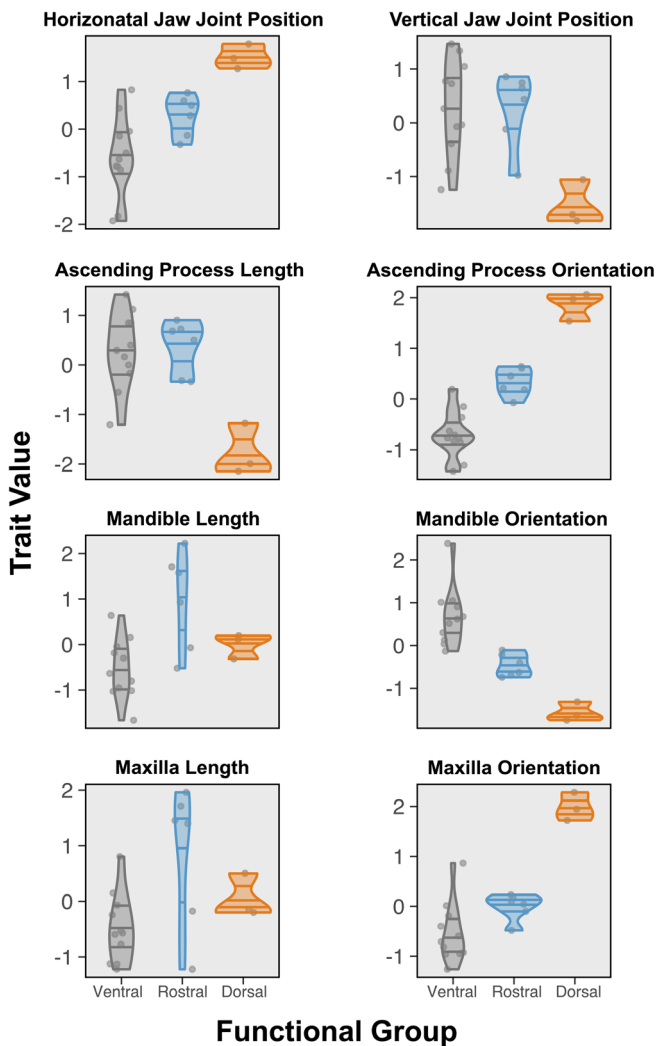 Horizonatal Jaw Joint Position
Vertical Jaw Joint Position
1
0
-1
-2
1
0
-1
Ascending Process Length
Ascending Process Orientation
1
0
-1
-2
2
1
0
-1
Trait Value
Mandible Length
Mandible Orientation
2
1
0
-1
2
1
0
-1
Maxilla Length
Maxilla Orientation
2
1
0
-1
2
1
0
-1
Ventral Rostral Dorsal
Ventral Rostral Dorsal
Functional Group